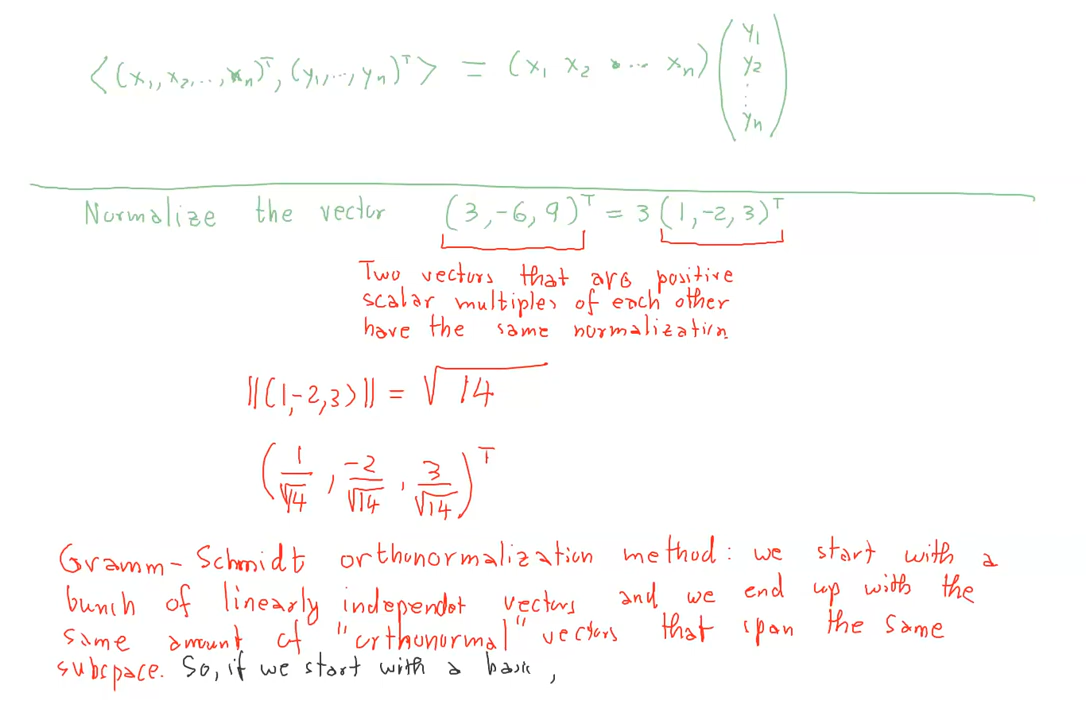 <(x₁, x₂, ..., xₙ)ᵀ, (y₁, ..., yₙ)ᵀ> = (x₁ x₂ ... xₙ) (y₁ y₂ ⋮ yₙ)
Normalize the vector (3, -6, 9)ᵀ = 3 (1, -2, 3)ᵀ
Two vectors that are positive
scalar multiples of each other
have the same normalization.
||(1,-2,3)|| = √14
(1/√14, -2/√14, 3/√14)ᵀ
Gramm-Schmidt orthonormalization method: we start with a
bunch of linearly independet vectors and we end up with the
same amount of "orthonormal" vectors that span the same
subspace. So, if we start with a basis,